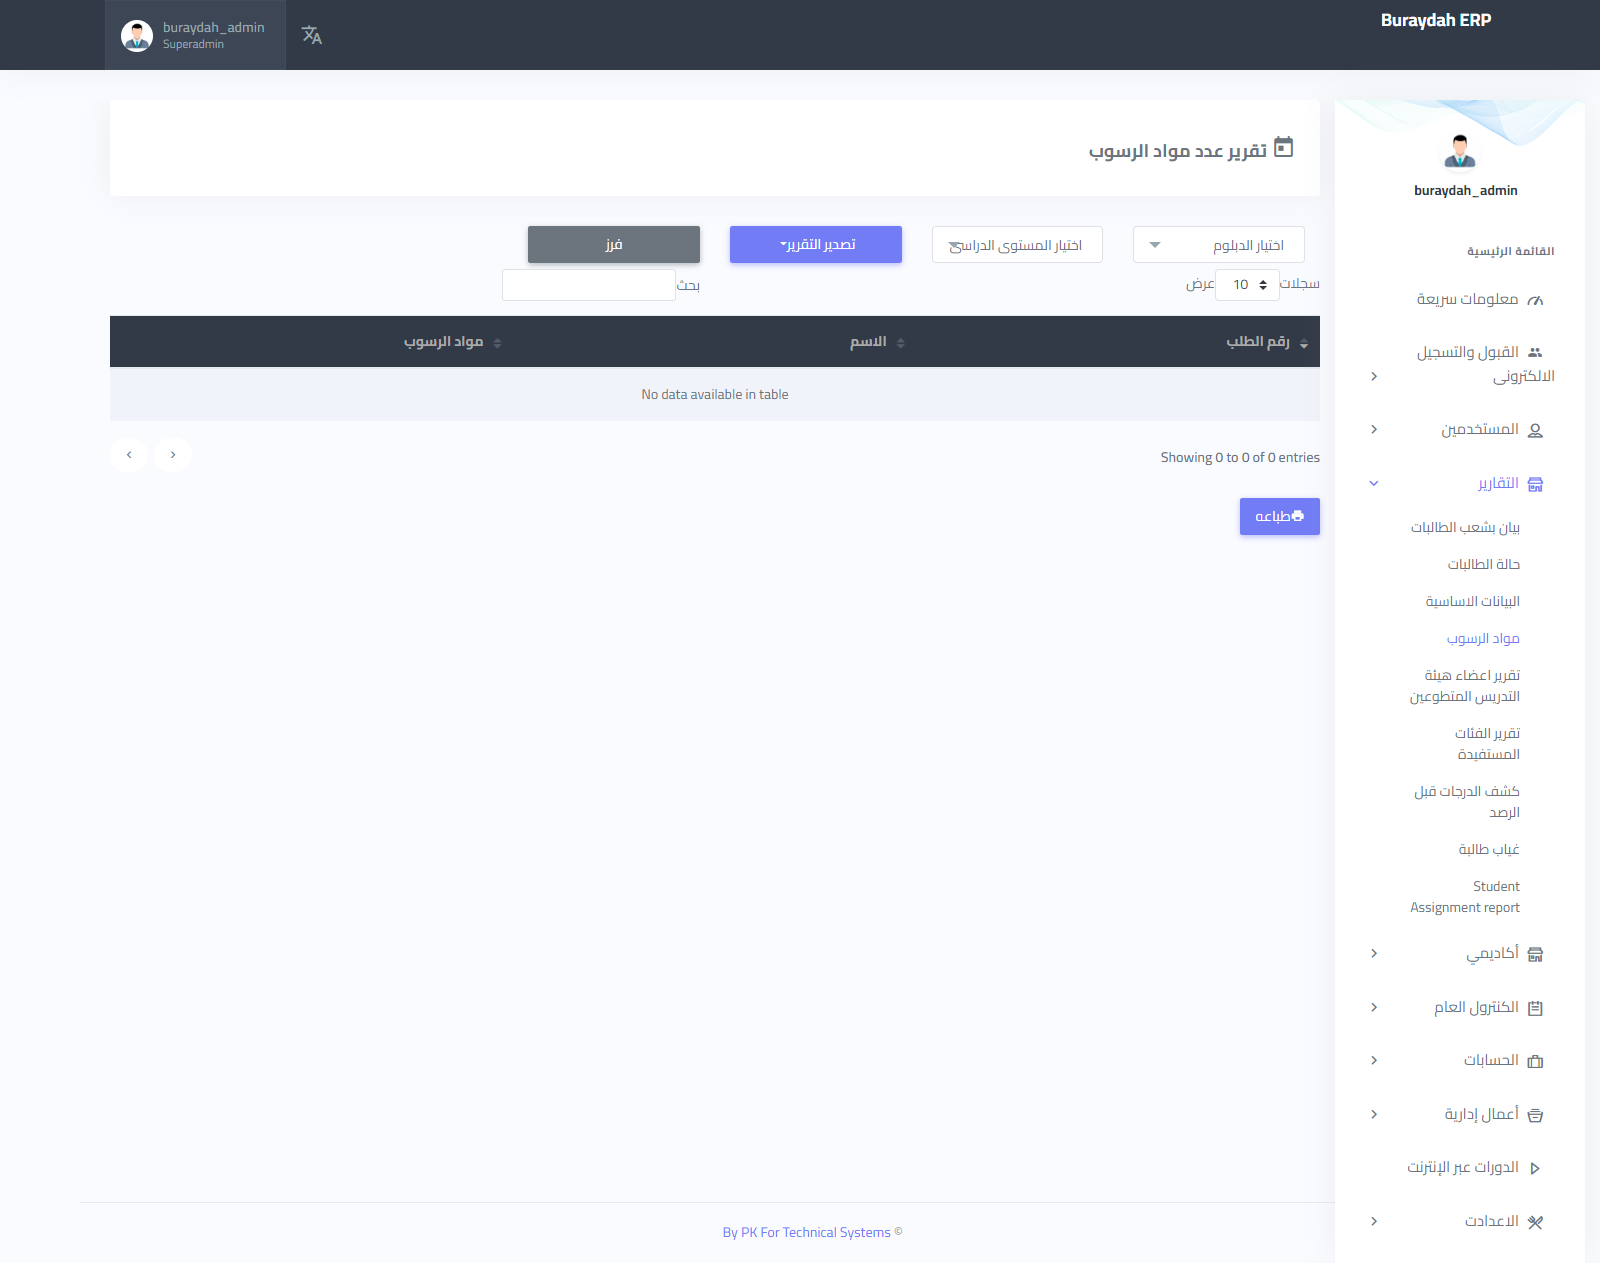 Buraydah ERP
buraydah_admin
Superadmin
buraydah_admin
القائمة الرئيسية
معلومات سريعة
القبول والتسجيل
الالكترونى
المستخدمين
التقارير
بيان بشعب الطالبات
حالة الطالبات
البيانات الاساسية
مواد الرسوب
تقرير اعضاء هيئة
التدريس المتطوعين
تقرير الفئات
المستفيدة
كشف الدرجات قبل
الرصد
غياب طالبة
Student
Assignment report
أكاديمي
الكنترول العام
الحسابات
أعمال إدارية
الدورات عبر الإنترنت
الاعدادت
تقرير عدد مواد الرسوب
اختيار الدبلوم
اختيار المستوى الدراسى
تصدير التقرير
فرز
سجلات 10 عرض
بحث
رقم الطلب الاسم مواد الرسوب
No data available in table
Showing 0 to 0 of 0 entries
طباعه
By PK For Technical Systems ©